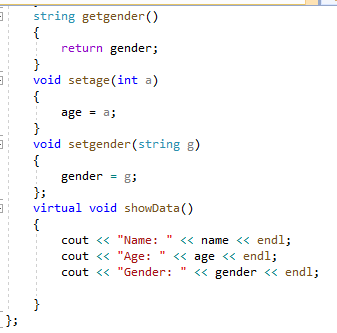 string getgender()
{
return gender;
}
void setage(int a)
{
age = a;
}
void setgender(string g)
{
gender = g;
};
virtual void showData()
{
cout << "Name: " << name << endl;
cout << "Age: " << age << endl;
cout << "Gender: " << gender << endl;
}
};